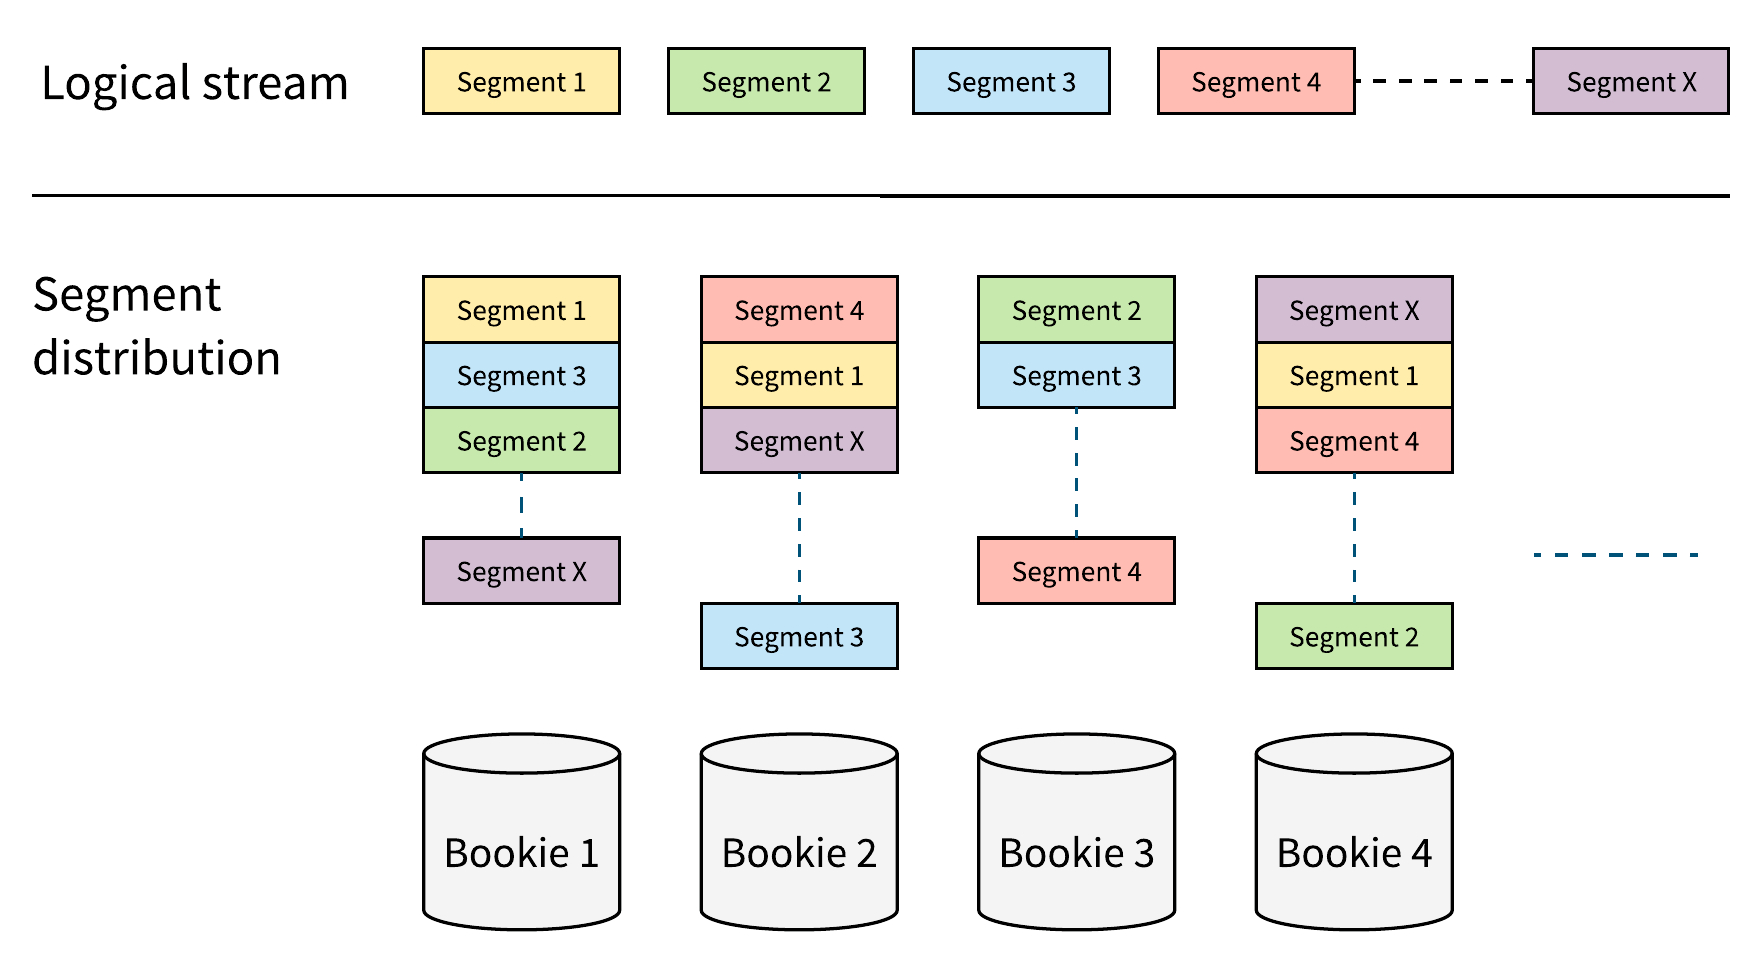 Logical stream
Segment 1
Segment 2
Segment 3
Segment 4
Segment X
Segment
distribution
Segment 1
Segment 3
Segment 2
Segment X
Segment 4
Segment 1
Segment X
Segment 3
Segment 2
Segment 3
Segment 4
Segment X
Segment 1
Segment 4
Segment 2
Bookie 1
Bookie 2
Bookie 3
Bookie 4